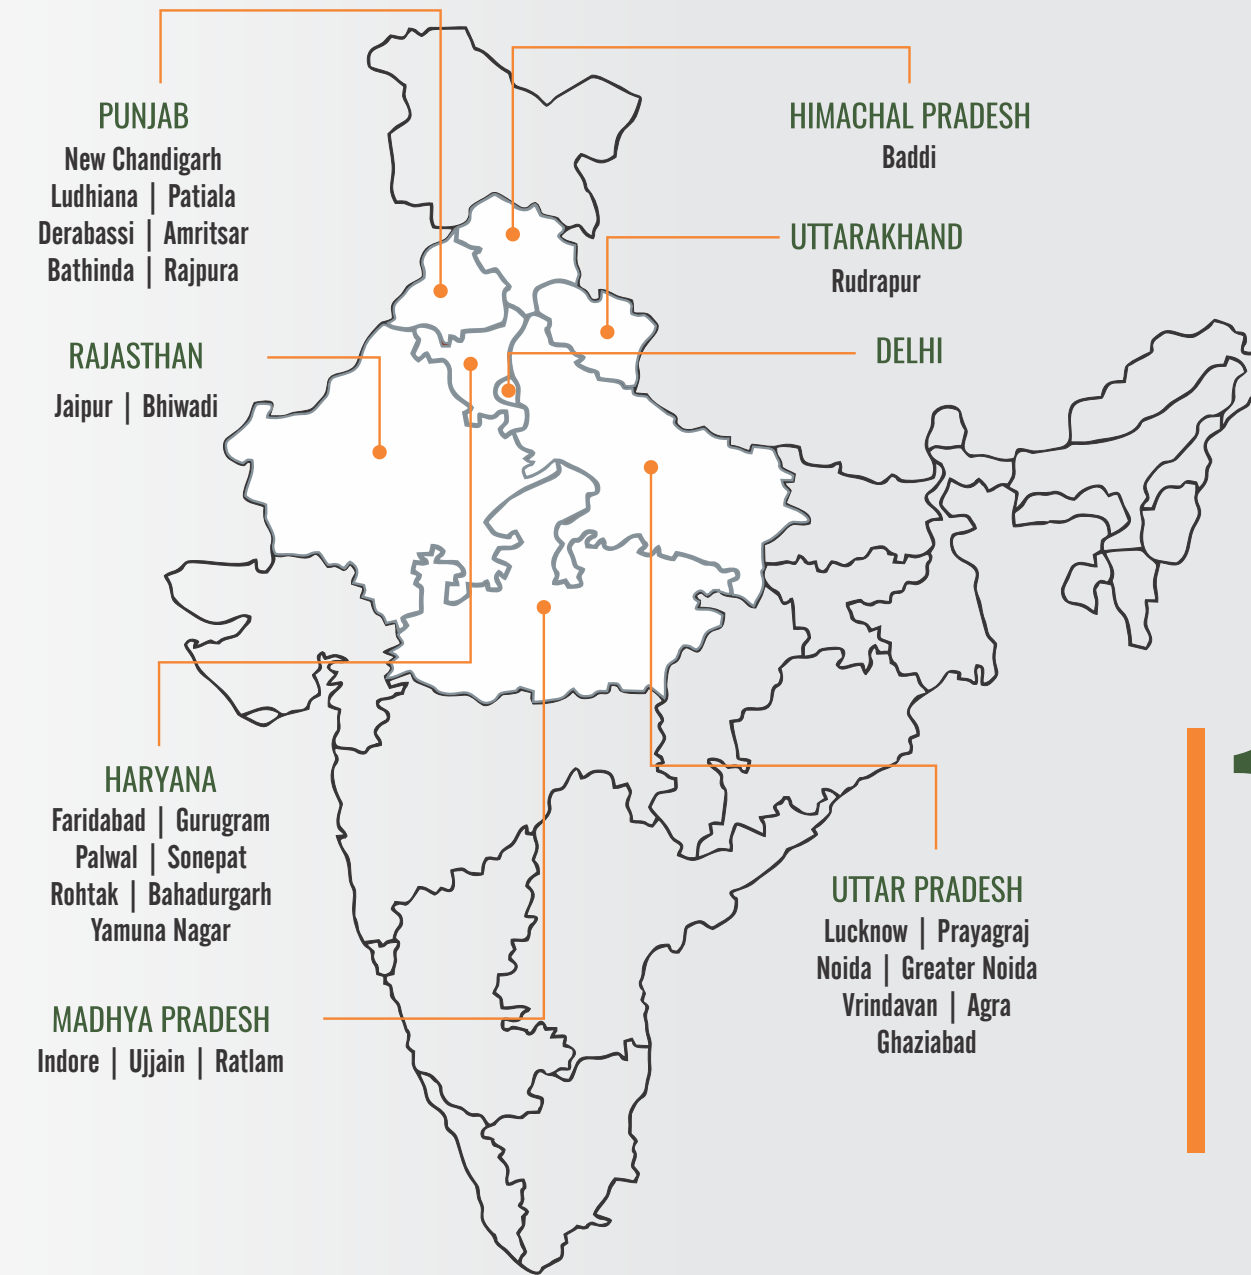 PUNJAB
New Chandigarh
Ludhiana | Patiala
Derabassi | Amritsar
Bathinda | Rajpura
HIMACHAL PRADESH
Baddi
UTTARAKHAND
Rudrapur
RAJASTHAN
Jaipur | Bhiwadi
DELHI
HARYANA
Faridabad | Gurugram
Palwal | Sonepat
Rohtak | Bahadurgarh
Yamuna Nagar
MADHYA PRADESH
Indore | Ujjain | Ratlam
UTTAR PRADESH
Lucknow | Prayagraj
Noida | Greater Noida
Vrindavan | Agra
Ghaziabad